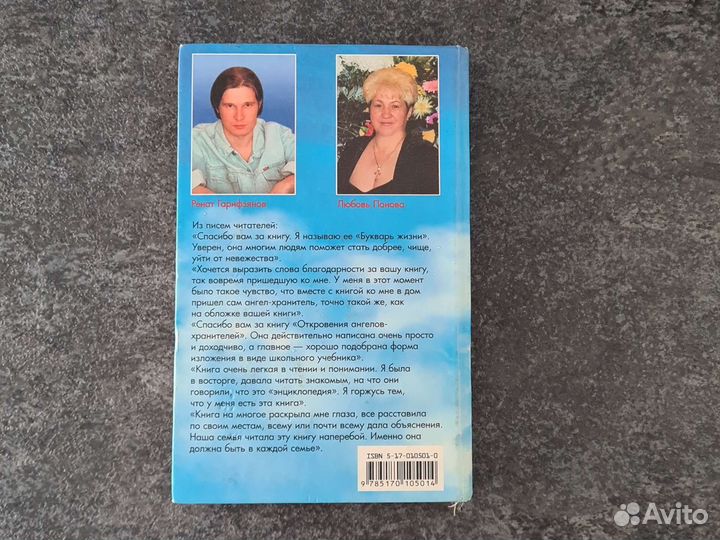 Ренат Гарифзянов
Любовь Панова
Из писем читателей:
«Спасибо вам за книгу. Я называю ее «Букварь жизни».
Уверен, она многим людям поможет стать добрее, чище,
уйти от невежества».
«Хочется выразить слова благодарности за вашу книгу,
так вовремя пришедшую ко мне. У меня в этот момент
было такое чувство, что вместе с книгой ко мне в дом
пришел сам ангел-хранитель, точно такой же, как
на обложке вашей книги».
«Спасибо вам за книгу «Откровения ангелов-
хранителей». Она действительно написана очень просто
и доходчиво, а главное — хорошо подобрана форма
изложения в виде школьного учебника».
«Книга очень легкая в чтении и понимании. Я была
в восторге, давала читать знакомым, на что они
говорили, что это «энциклопедия». Я горжусь тем,
что у меня есть эта книга».
«Книга на многое раскрыла мне глаза, все расставила
по своим местам, всему или почти всему дала объяснения.
Наша семья читала эту книгу наперебой. Именно она
должна быть в каждой семье».
ISBN 5-17-010501-0
9 785170 105014
Avito